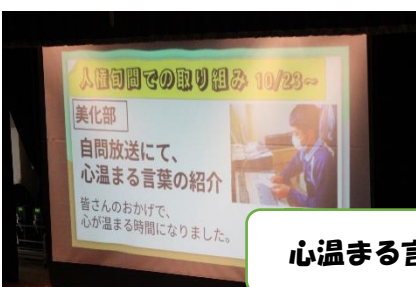 人権旬間での取り組み 10/23～
美化部
自問放送にて、
心温まる言葉の紹介
皆さんのおかげで、
心が温まる時間になりました。
心温まる言